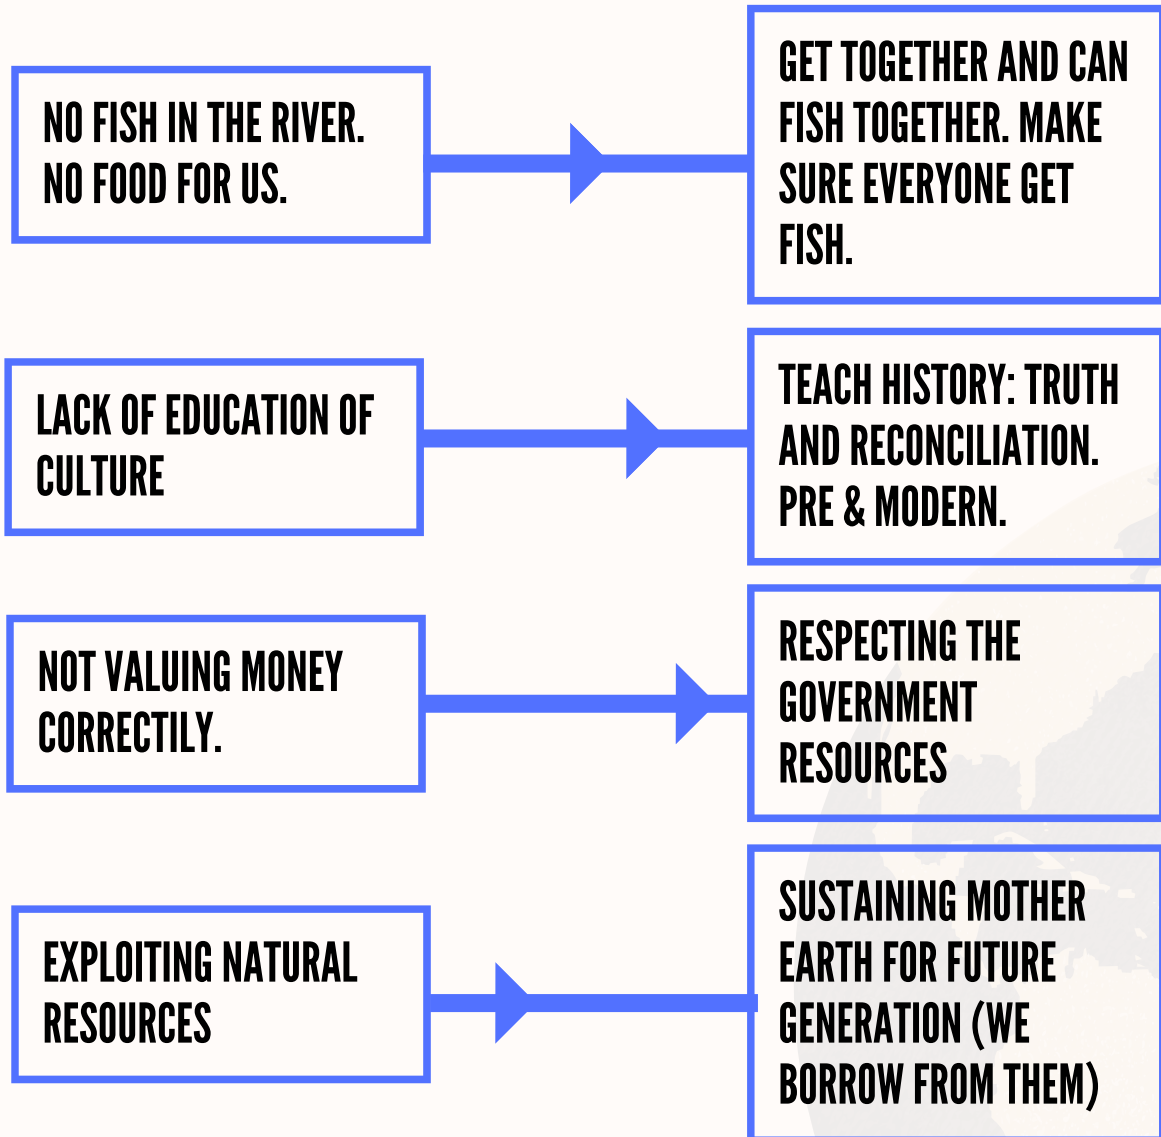 NO FISH IN THE RIVER.
NO FOOD FOR US.
GET TOGETHER AND CAN
FISH TOGETHER. MAKE
SURE EVERYONE GET
FISH.
LACK OF EDUCATION OF
CULTURE
TEACH HISTORY: TRUTH
AND RECONCILIATION.
PRE & MODERN.
NOT VALUING MONEY
CORRECTILY.
RESPECTING THE
GOVERNMENT
RESOURCES
EXPLOITING NATURAL
RESOURCES
SUSTAINING MOTHER
EARTH FOR FUTURE
GENERATION (WE
BORROW FROM THEM)